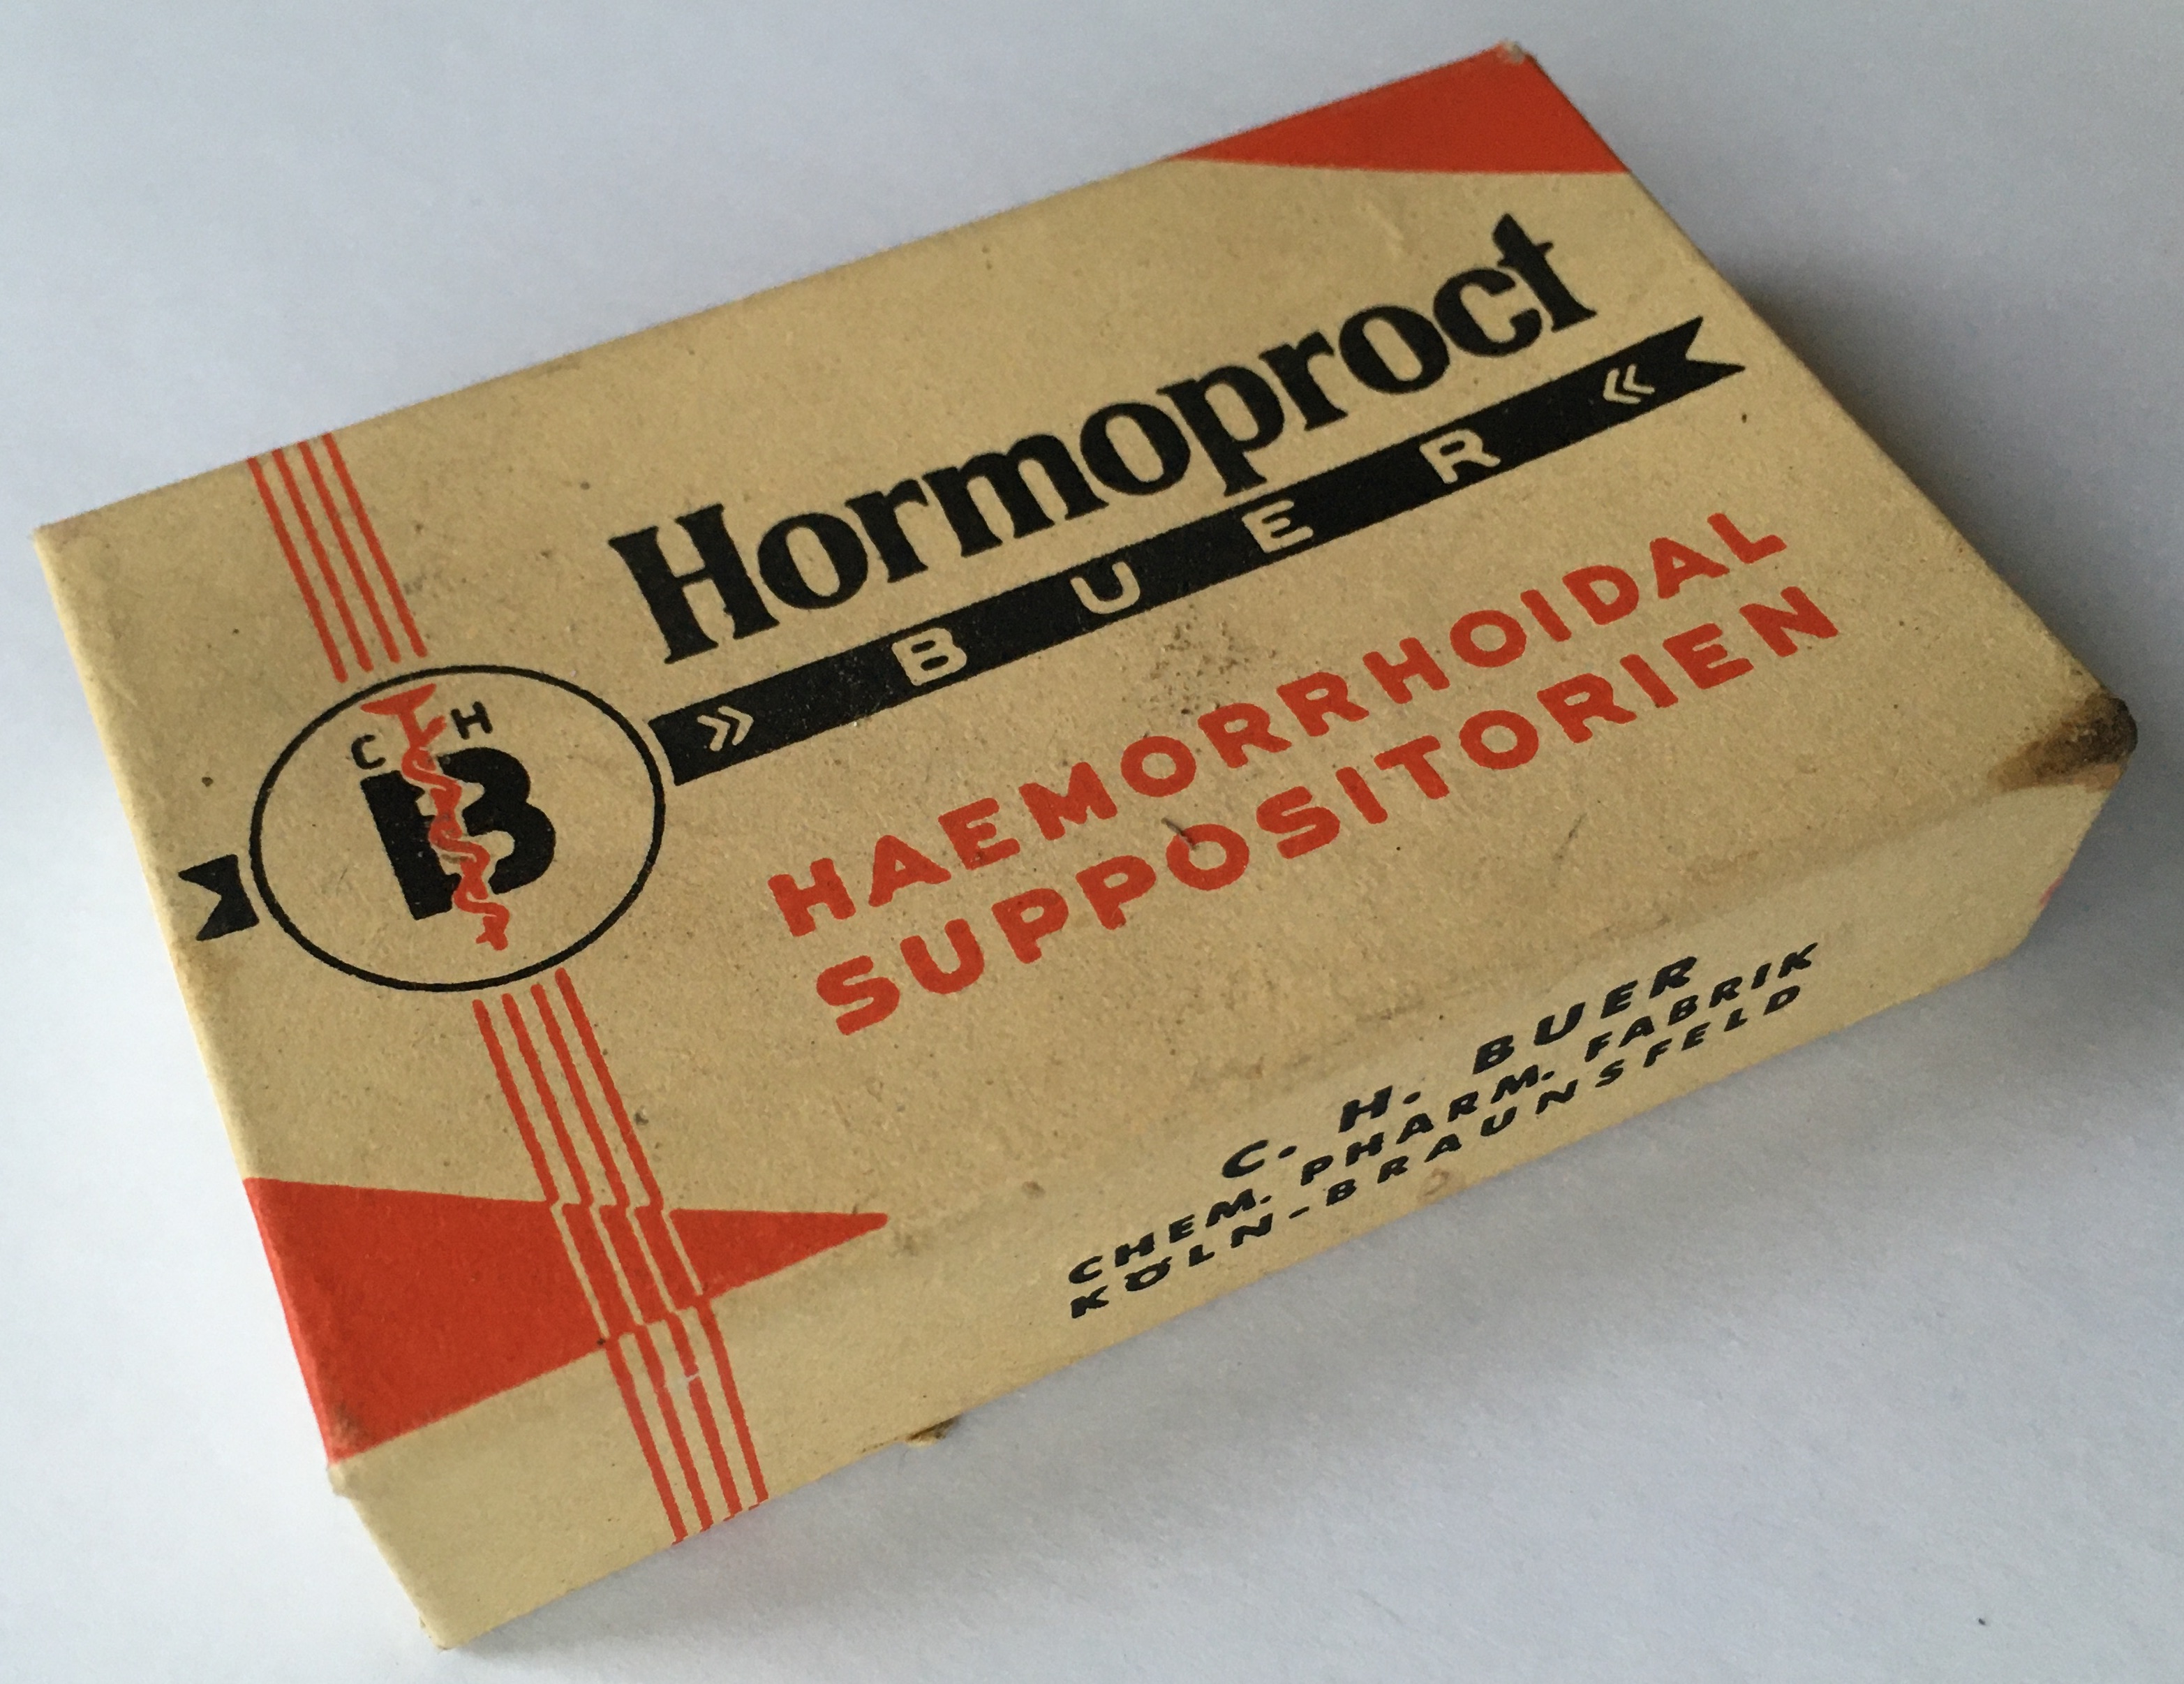 Hormoproct
» BUER «
C H
B
HAEMORRHOIDAL
SUPPOSITORIEN
C. H. BUER
CHEM. PHARM. FABRIK
KÖLN-BRAUNSFELD